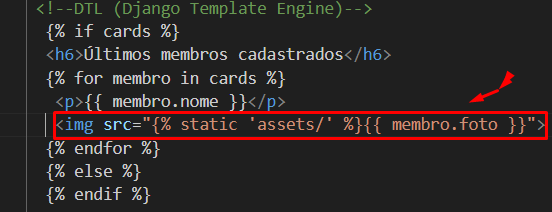 <!--DTL (Django Template Engine)-->
{% if cards %}
<h6>Últimos membros cadastrados</h6>
{% for membro in cards %}
<p>{{ membro.nome }}</p>
<img src="{% static 'assets/' %}{{ membro.foto }}">
{% endfor %}
{% else %}
{% endif %}